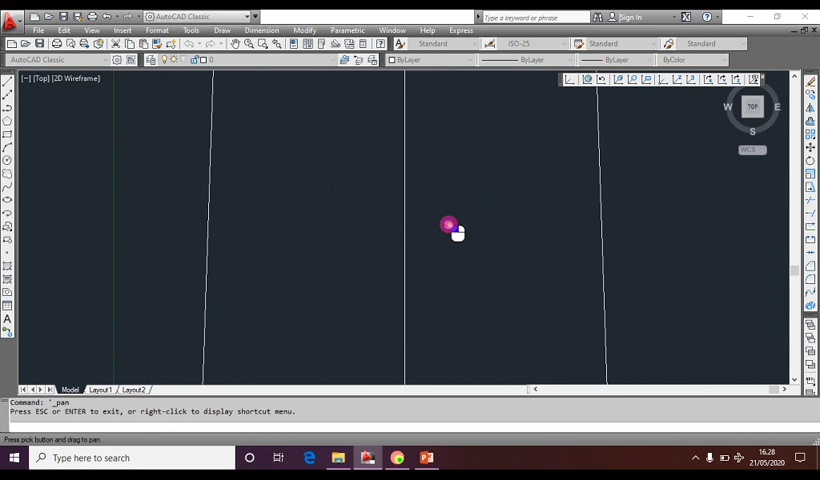 AutoCAD Classic
Type a keyword or phrase
Sign In
File Edit View Insert Format Tools Draw Dimension Modify Parametric Window Help Express
Standard ISO-25 Standard Standard
AutoCAD Classic 0 ByLayer ByLayer ByLayer ByColor
[−] [Top] [2D Wireframe]
W TOP E
S
WCS
Model Layout1 Layout2
Command: '_pan
Press ESC or ENTER to exit, or right-click to display shortcut menu.
Press pick button and drag to pan.
Type here to search
16.28
21/05/2020